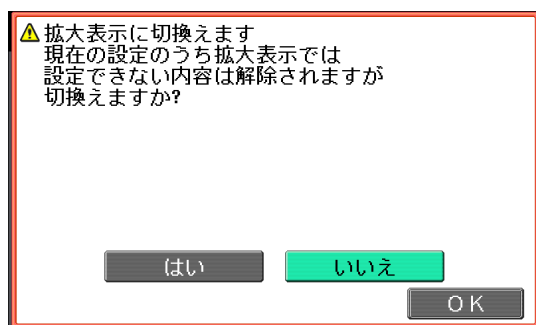 拡大表示に切換えます
現在の設定のうち拡大表示では
設定できない内容は解除されますが
切換えますか?
はい
いいえ
OK